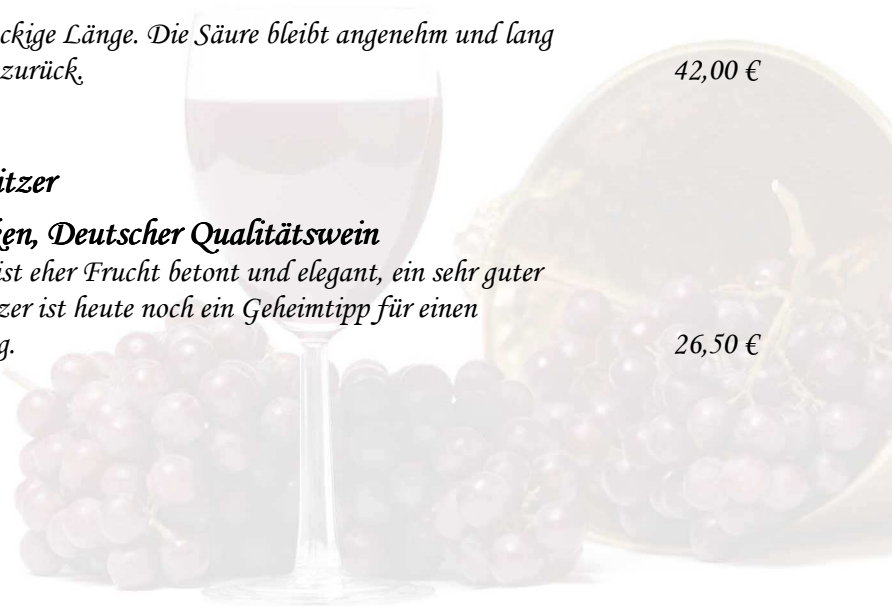 ckige Länge. Die Säure bleibt angenehm und lang
zurück. 42,00 €
itzer
ken, Deutscher Qualitätswein
ist eher Frucht betont und elegant, ein sehr guter
zer ist heute noch ein Geheimtipp für einen
g. 26,50 €